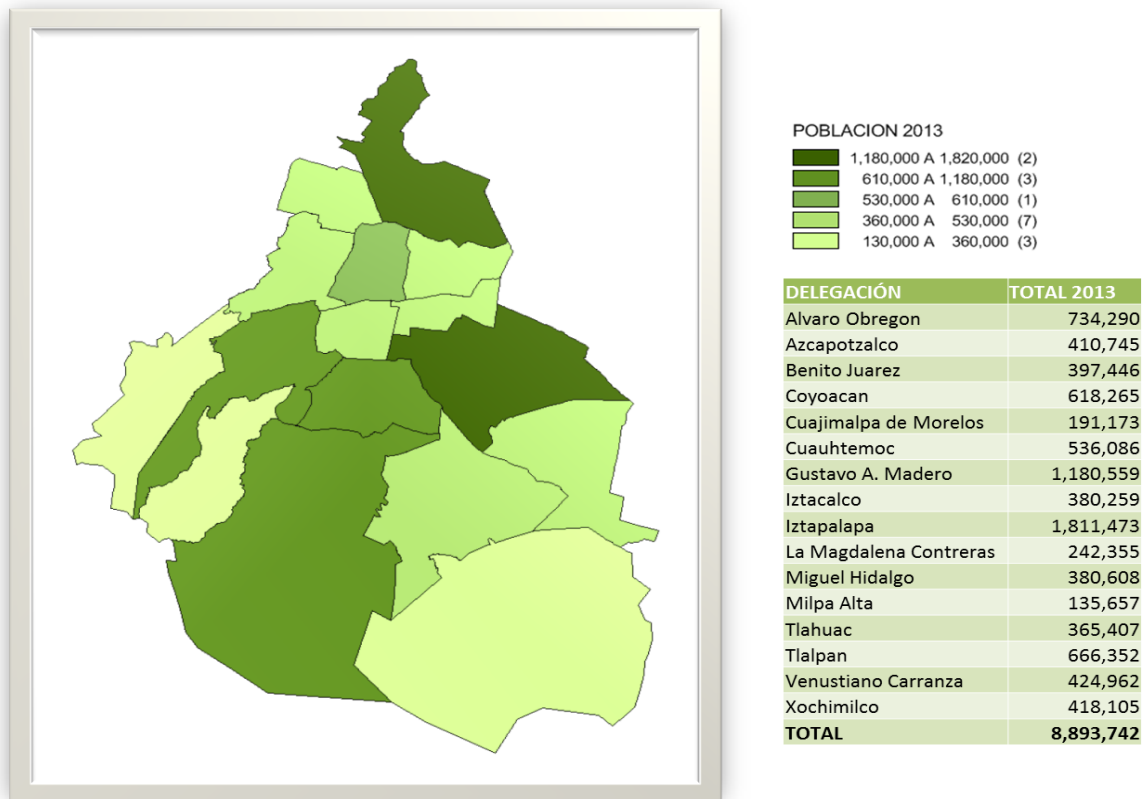 POBLACION 2013
1,180,000 A 1,820,000 (2)
610,000 A 1,180,000 (3)
530,000 A 610,000 (1)
360,000 A 530,000 (7)
130,000 A 360,000 (3)
DELEGACIÓN TOTAL 2013
Alvaro Obregon 734,290
Azcapotzalco 410,745
Benito Juarez 397,446
Coyoacan 618,265
Cuajimalpa de Morelos 191,173
Cuauhtemoc 536,086
Gustavo A. Madero 1,180,559
Iztacalco 380,259
Iztapalapa 1,811,473
La Magdalena Contreras 242,355
Miguel Hidalgo 380,608
Milpa Alta 135,657
Tlahuac 365,407
Tlalpan 666,352
Venustiano Carranza 424,962
Xochimilco 418,105
TOTAL 8,893,742